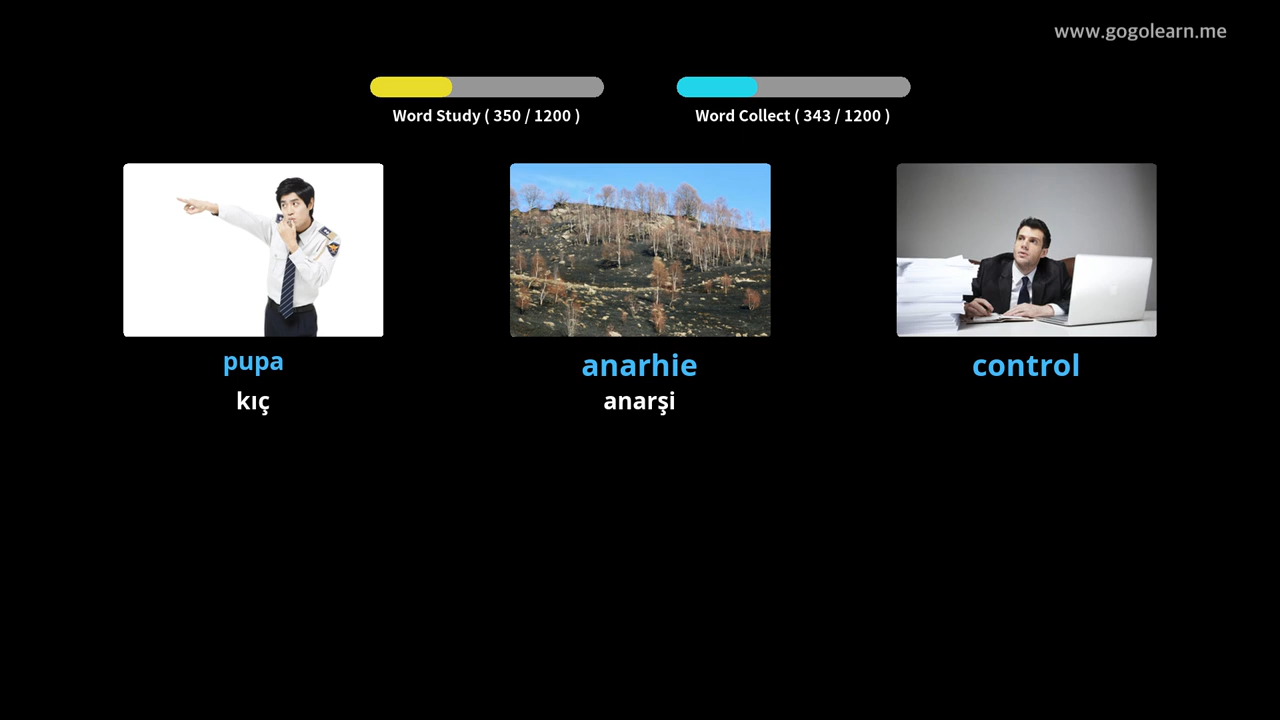 www.gogolearn.me
Word Study ( 350 / 1200 )
Word Collect ( 343 / 1200 )
pupa
anarhie
control
kıç
anarşi